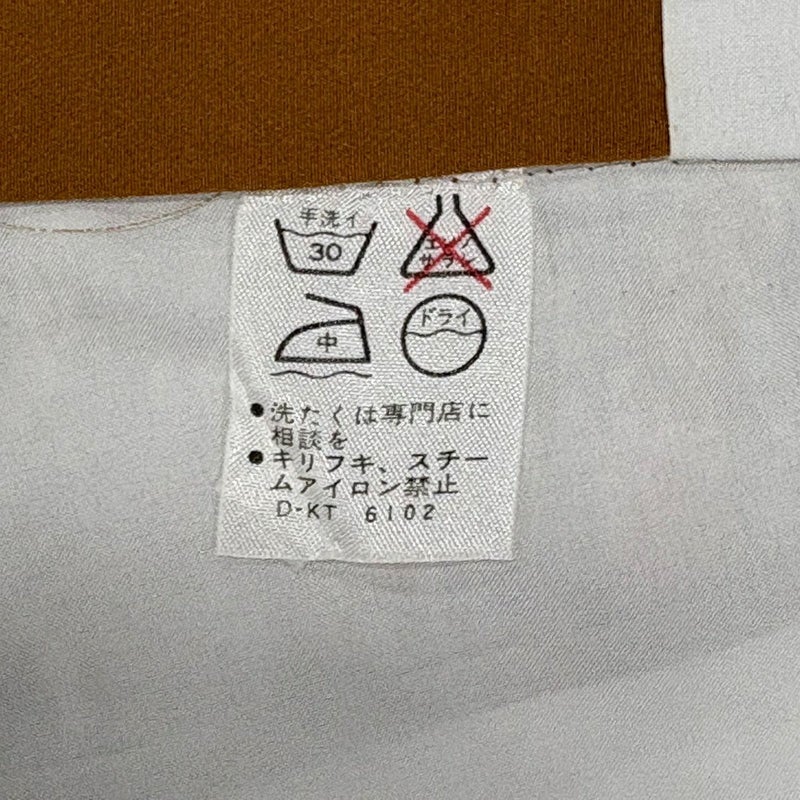 手洗イ
30
エンソ
サラシ
中
ドライ
●洗たくは専門店に
相談を
●キリフキ、スチー
ムアイロン禁止
D-KT 6102